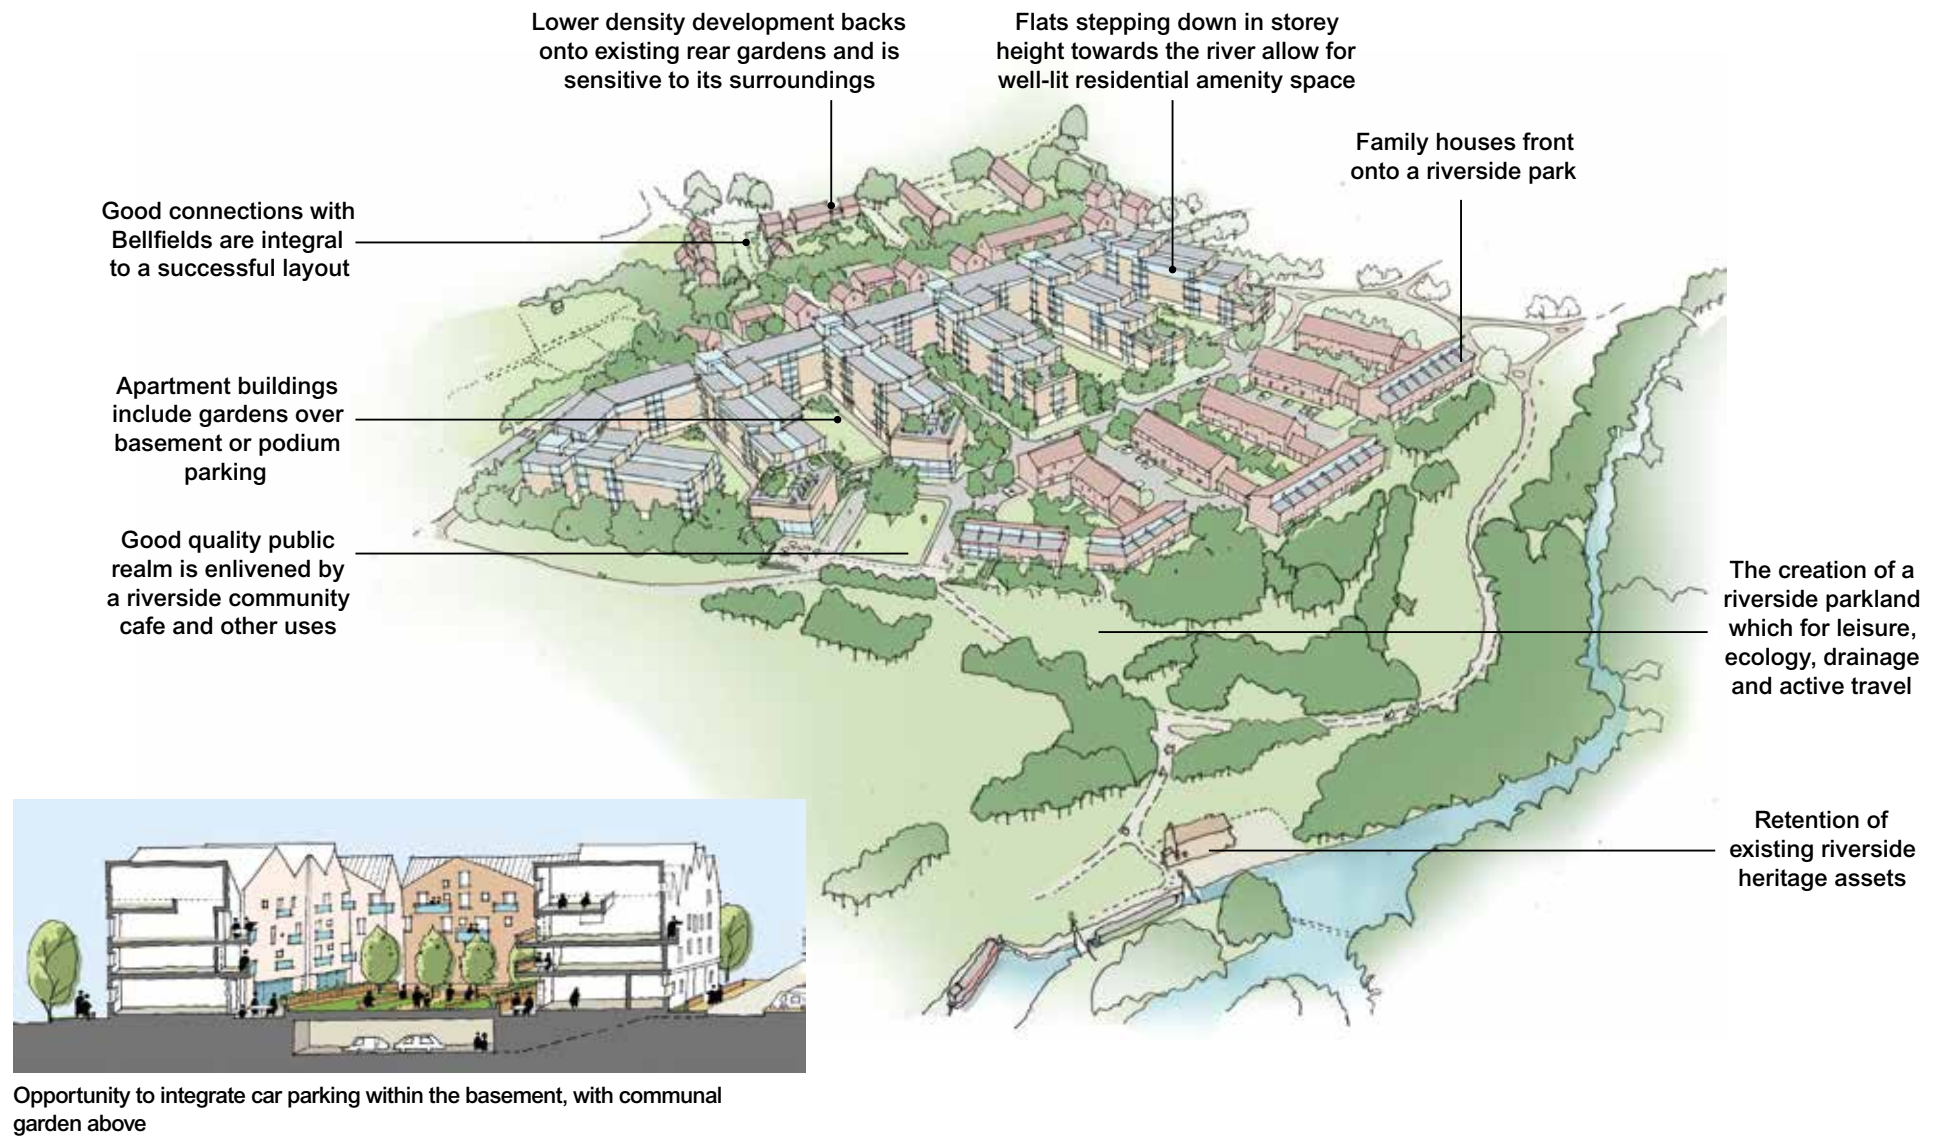 Lower density development backs
onto existing rear gardens and is
sensitive to its surroundings
Flats stepping down in storey
height towards the river allow for
well-lit residential amenity space
Family houses front
onto a riverside park
Good connections with
Bellfields are integral
to a successful layout
Apartment buildings
include gardens over
basement or podium
parking
Good quality public
realm is enlivened by
a riverside community
cafe and other uses
The creation of a
riverside parkland
which for leisure,
ecology, drainage
and active travel
Retention of
existing riverside
heritage assets
Opportunity to integrate car parking within the basement, with communal
garden above